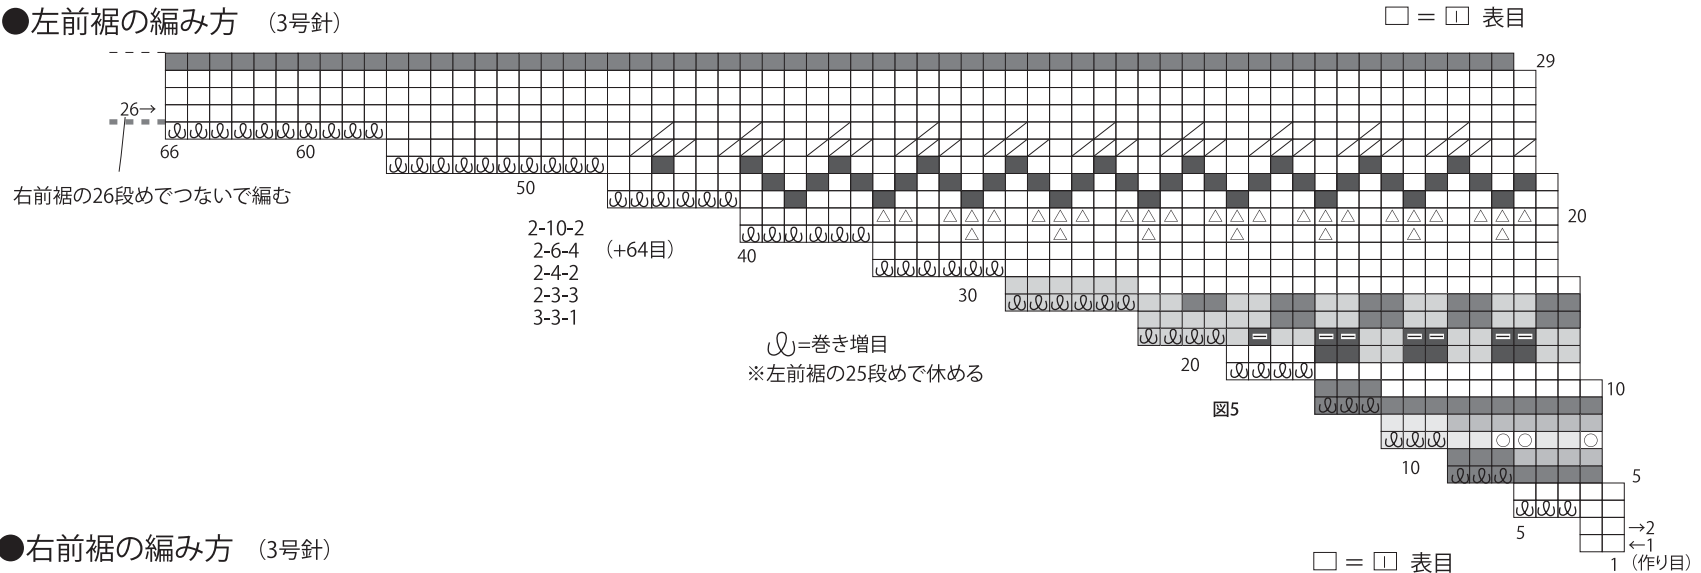 ●左前裾の編み方 (3号針)
□ = 􏰀 表目
29
26→
66 60
右前裾の26段めでつないで編む
50
20
2-10-2
2-6-4 (+64目)
2-4-2
2-3-3
3-3-1
40
30
=巻き増目
※左前裾の25段めで休める
20
10
図5
10
5
5
→2
←1
1 (作り目)
●右前裾の編み方 (3号針)
□ = 表目